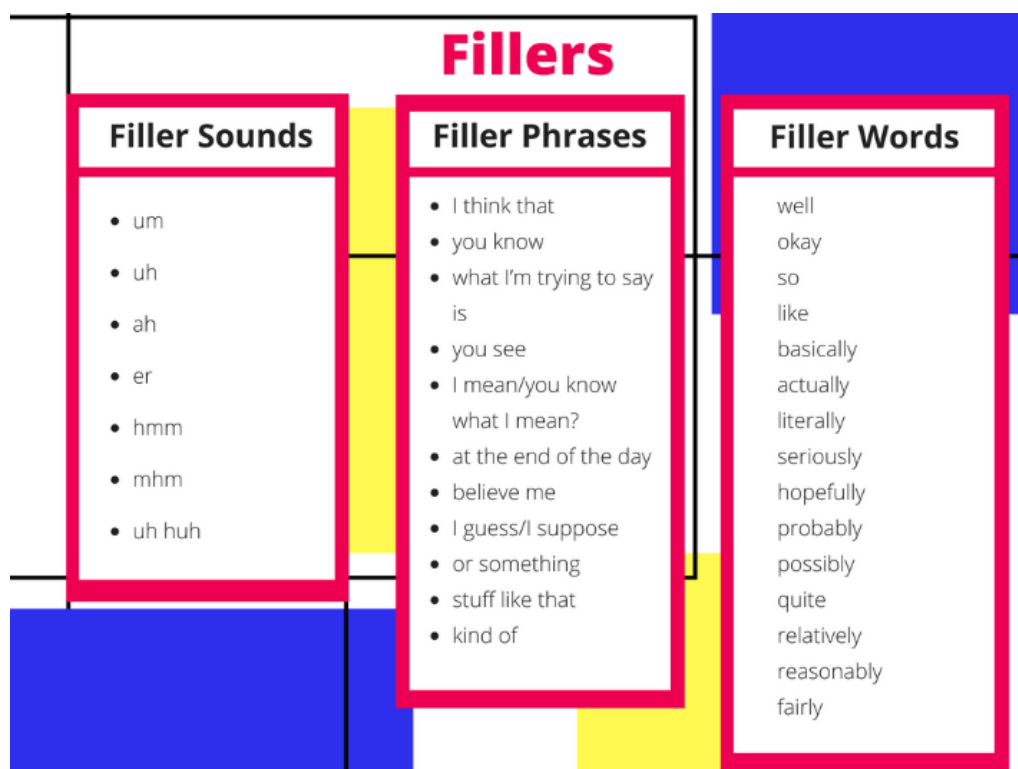 Fillers
Filler Sounds
• um
• uh
• ah
• er
• hmm
• mhm
• uh huh
Filler Phrases
• I think that
• you know
• what I'm trying to say
is
• you see
• I mean/you know
what I mean?
• at the end of the day
• believe me
• I guess/I suppose
• or something
• stuff like that
• kind of
Filler Words
well
okay
so
like
basically
actually
literally
seriously
hopefully
probably
possibly
quite
relatively
reasonably
fairly